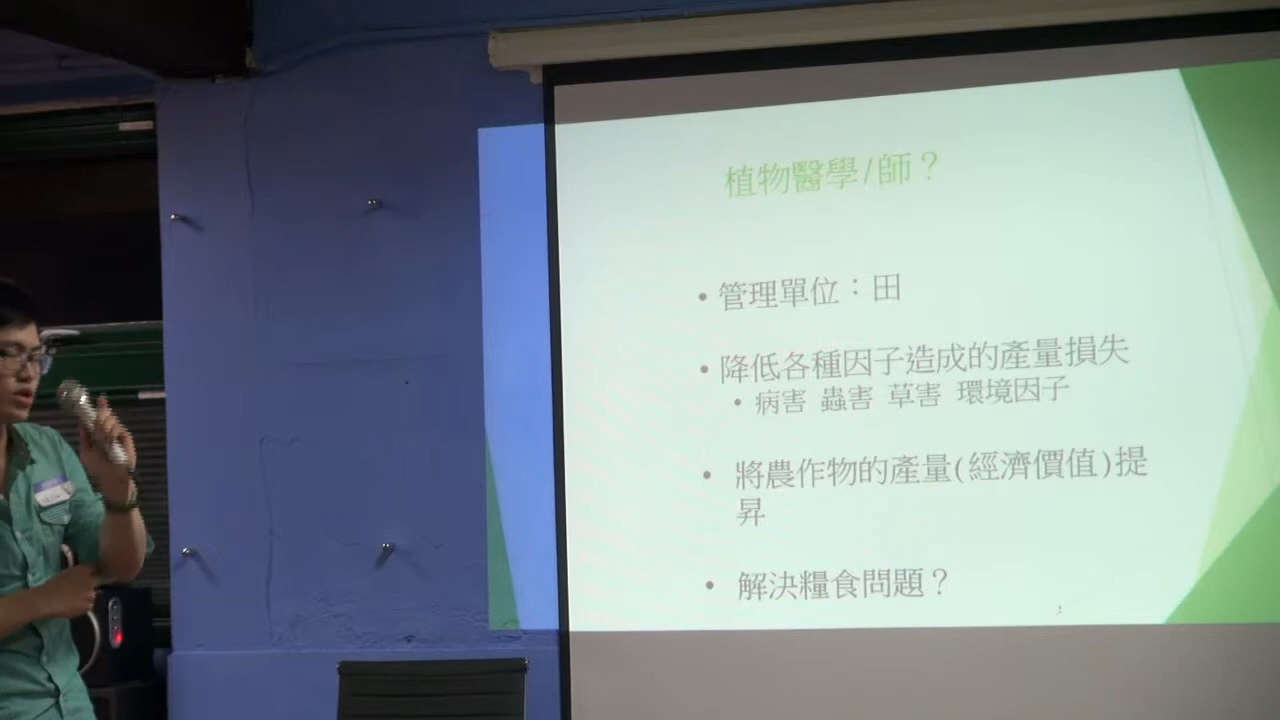 植物醫學/師？
• 管理單位：田
• 降低各種因子造成的產量損失
• 病害 蟲害 草害 環境因子
• 將農作物的產量(經濟價值)提
昇
• 解決糧食問題？